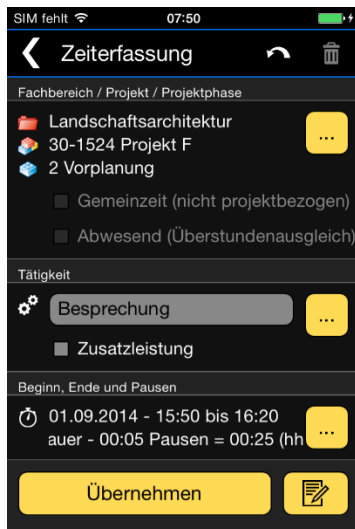 SIM fehlt 07:50
Zeiterfassung
Fachbereich / Projekt / Projektphase
Landschaftsarchitektur
30-1524 Projekt F
2 Vorplanung
...
Gemeinzeit (nicht projektbezogen)
Abwesend (Überstundenausgleich)
Tätigkeit
Besprechung
...
Zusatzleistung
Beginn, Ende und Pausen
01.09.2014 - 15:50 bis 16:20
auer - 00:05 Pausen = 00:25 (hh
...
Übernehmen